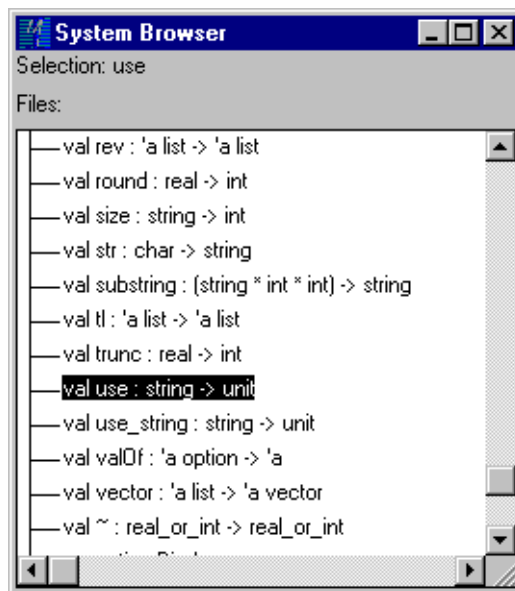 System Browser
Selection: use
Files:
val rev : 'a list -> 'a list
val round : real -> int
val size : string -> int
val str : char -> string
val substring : (string * int * int) -> string
val tl : 'a list -> 'a list
val trunc : real -> int
val use : string -> unit
val use_string : string -> unit
val valOf : 'a option -> 'a
val vector : 'a list -> 'a vector
val ~ : real_or_int -> real_or_int